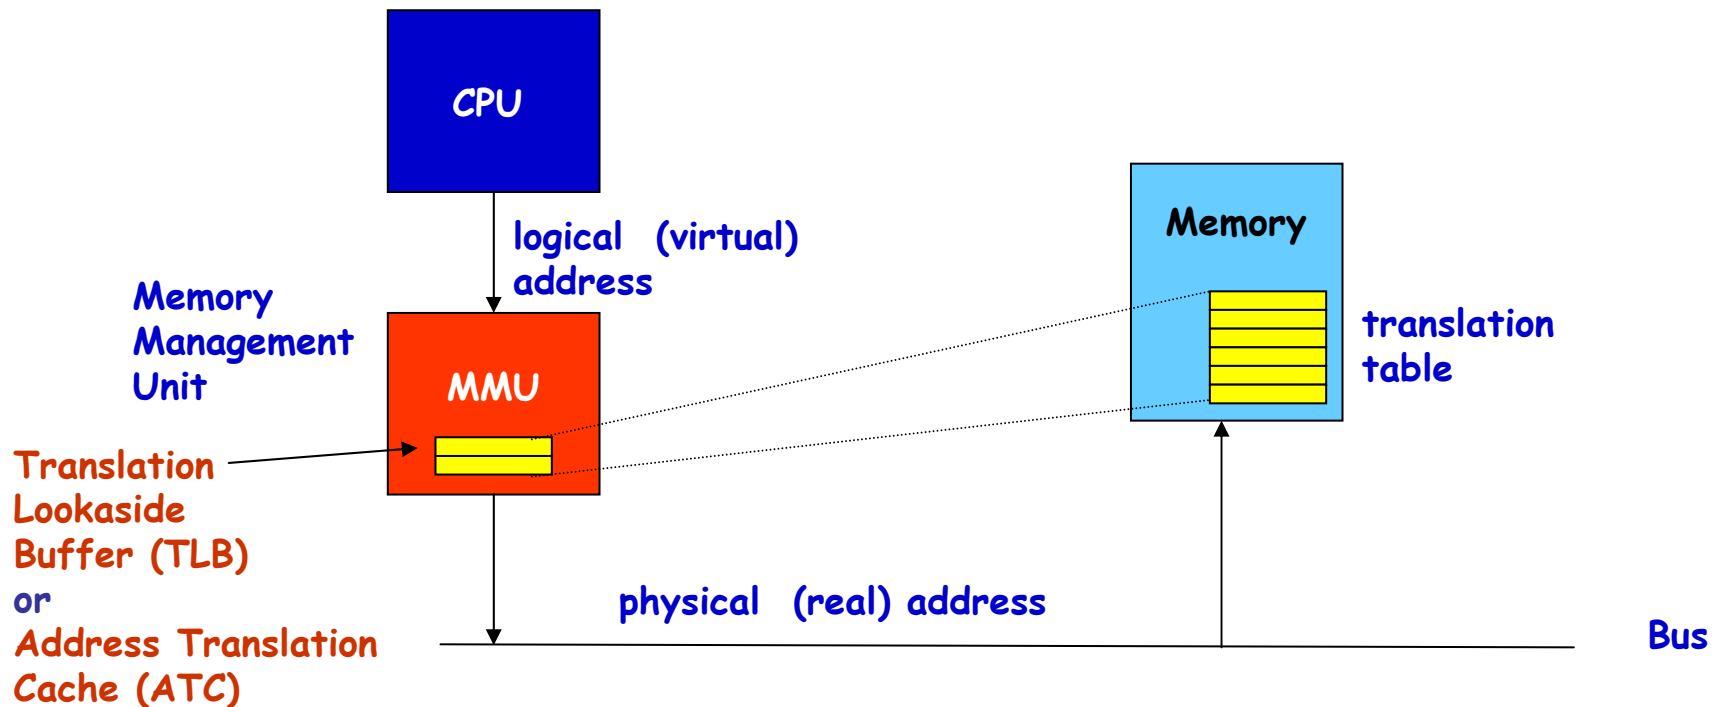 CPU
logical (virtual)
address
Memory
Management
Unit
MMU
Memory
translation
table
Translation
Lookaside
Buffer (TLB)
or
Address Translation
Cache (ATC)
physical (real) address
Bus